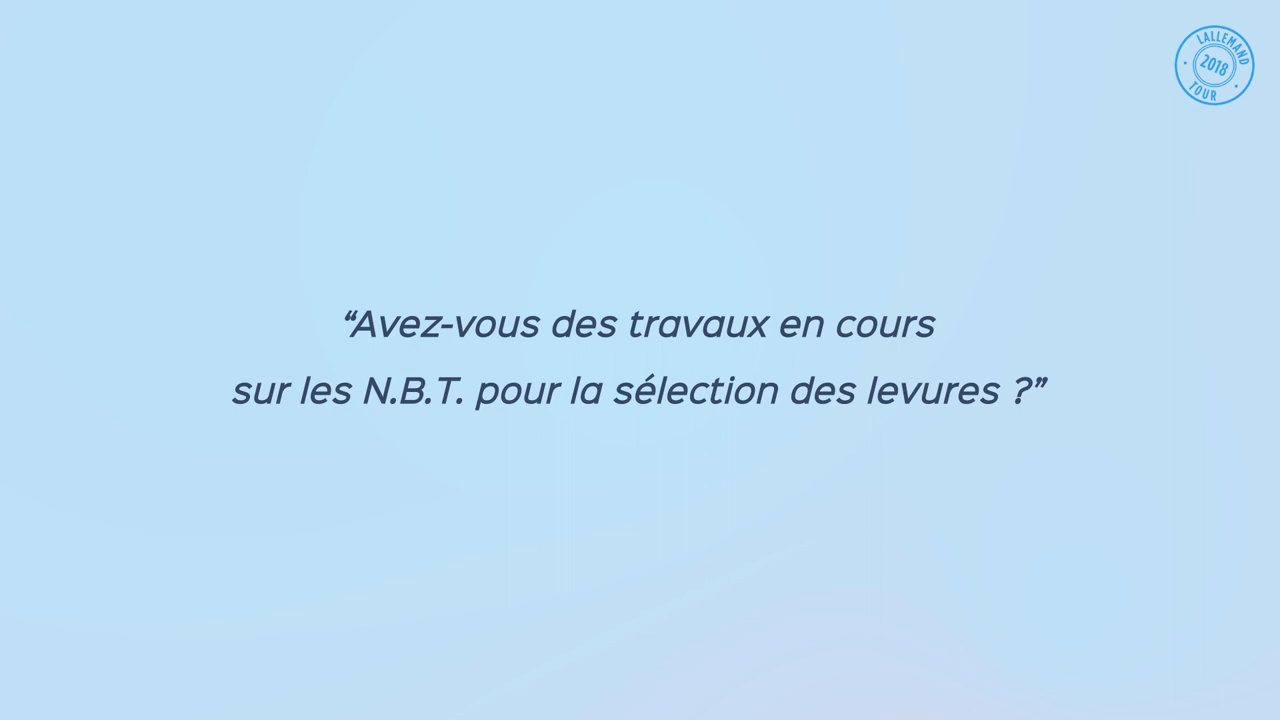 LALLEMAND
2018
TOUR
“Avez-vous des travaux en cours
sur les N.B.T. pour la sélection des levures ?”